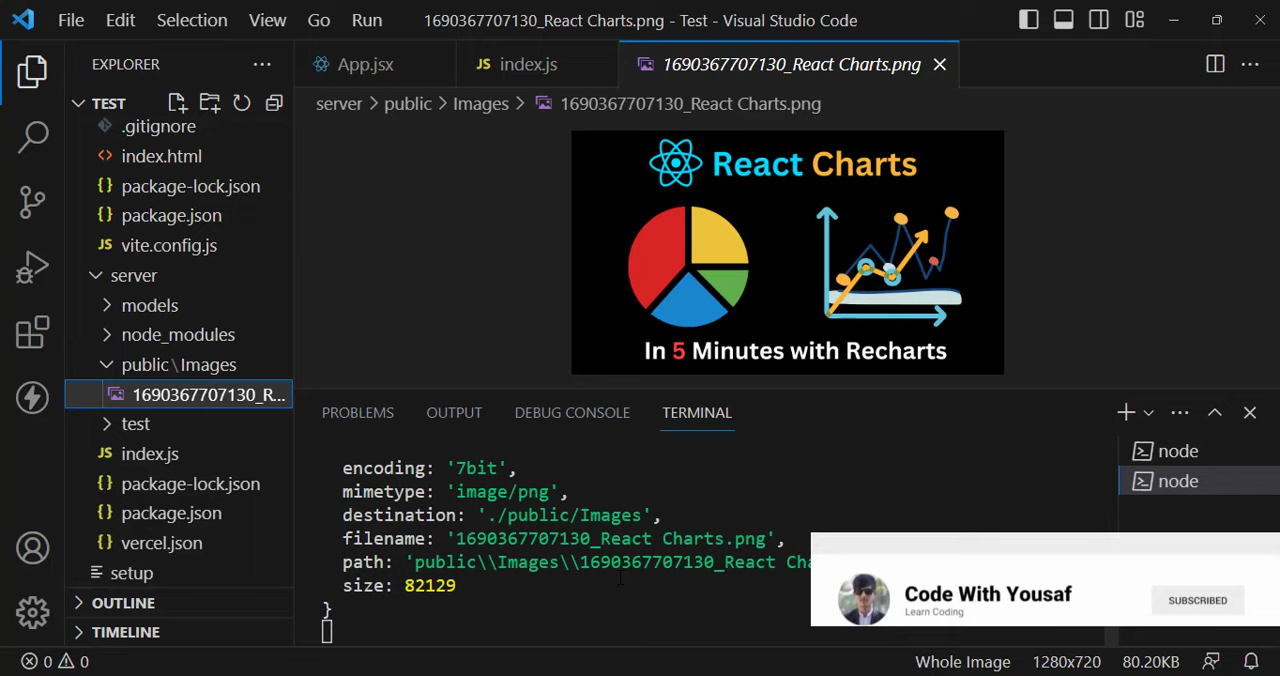 File Edit Selection View Go Run 1690367707130_React Charts.png - Test - Visual Studio Code
EXPLORER
TEST
.gitignore
index.html
package-lock.json
package.json
vite.config.js
server
models
node_modules
public\Images
1690367707130_R...
test
index.js
package-lock.json
package.json
vercel.json
setup
OUTLINE
TIMELINE
App.jsx index.js 1690367707130_React Charts.png
server > public > Images > 1690367707130_React Charts.png
React Charts
In 5 Minutes with Recharts
PROBLEMS OUTPUT DEBUG CONSOLE TERMINAL
encoding: '7bit',
mimetype: 'image/png',
destination: './public/Images',
filename: '1690367707130_React Charts.png',
path: 'public\\Images\\1690367707130_React Cha
size: 82129
}
node
node
Code With Yousaf
Learn Coding
SUBSCRIBED
0 0 Whole Image 1280x720 80.20KB